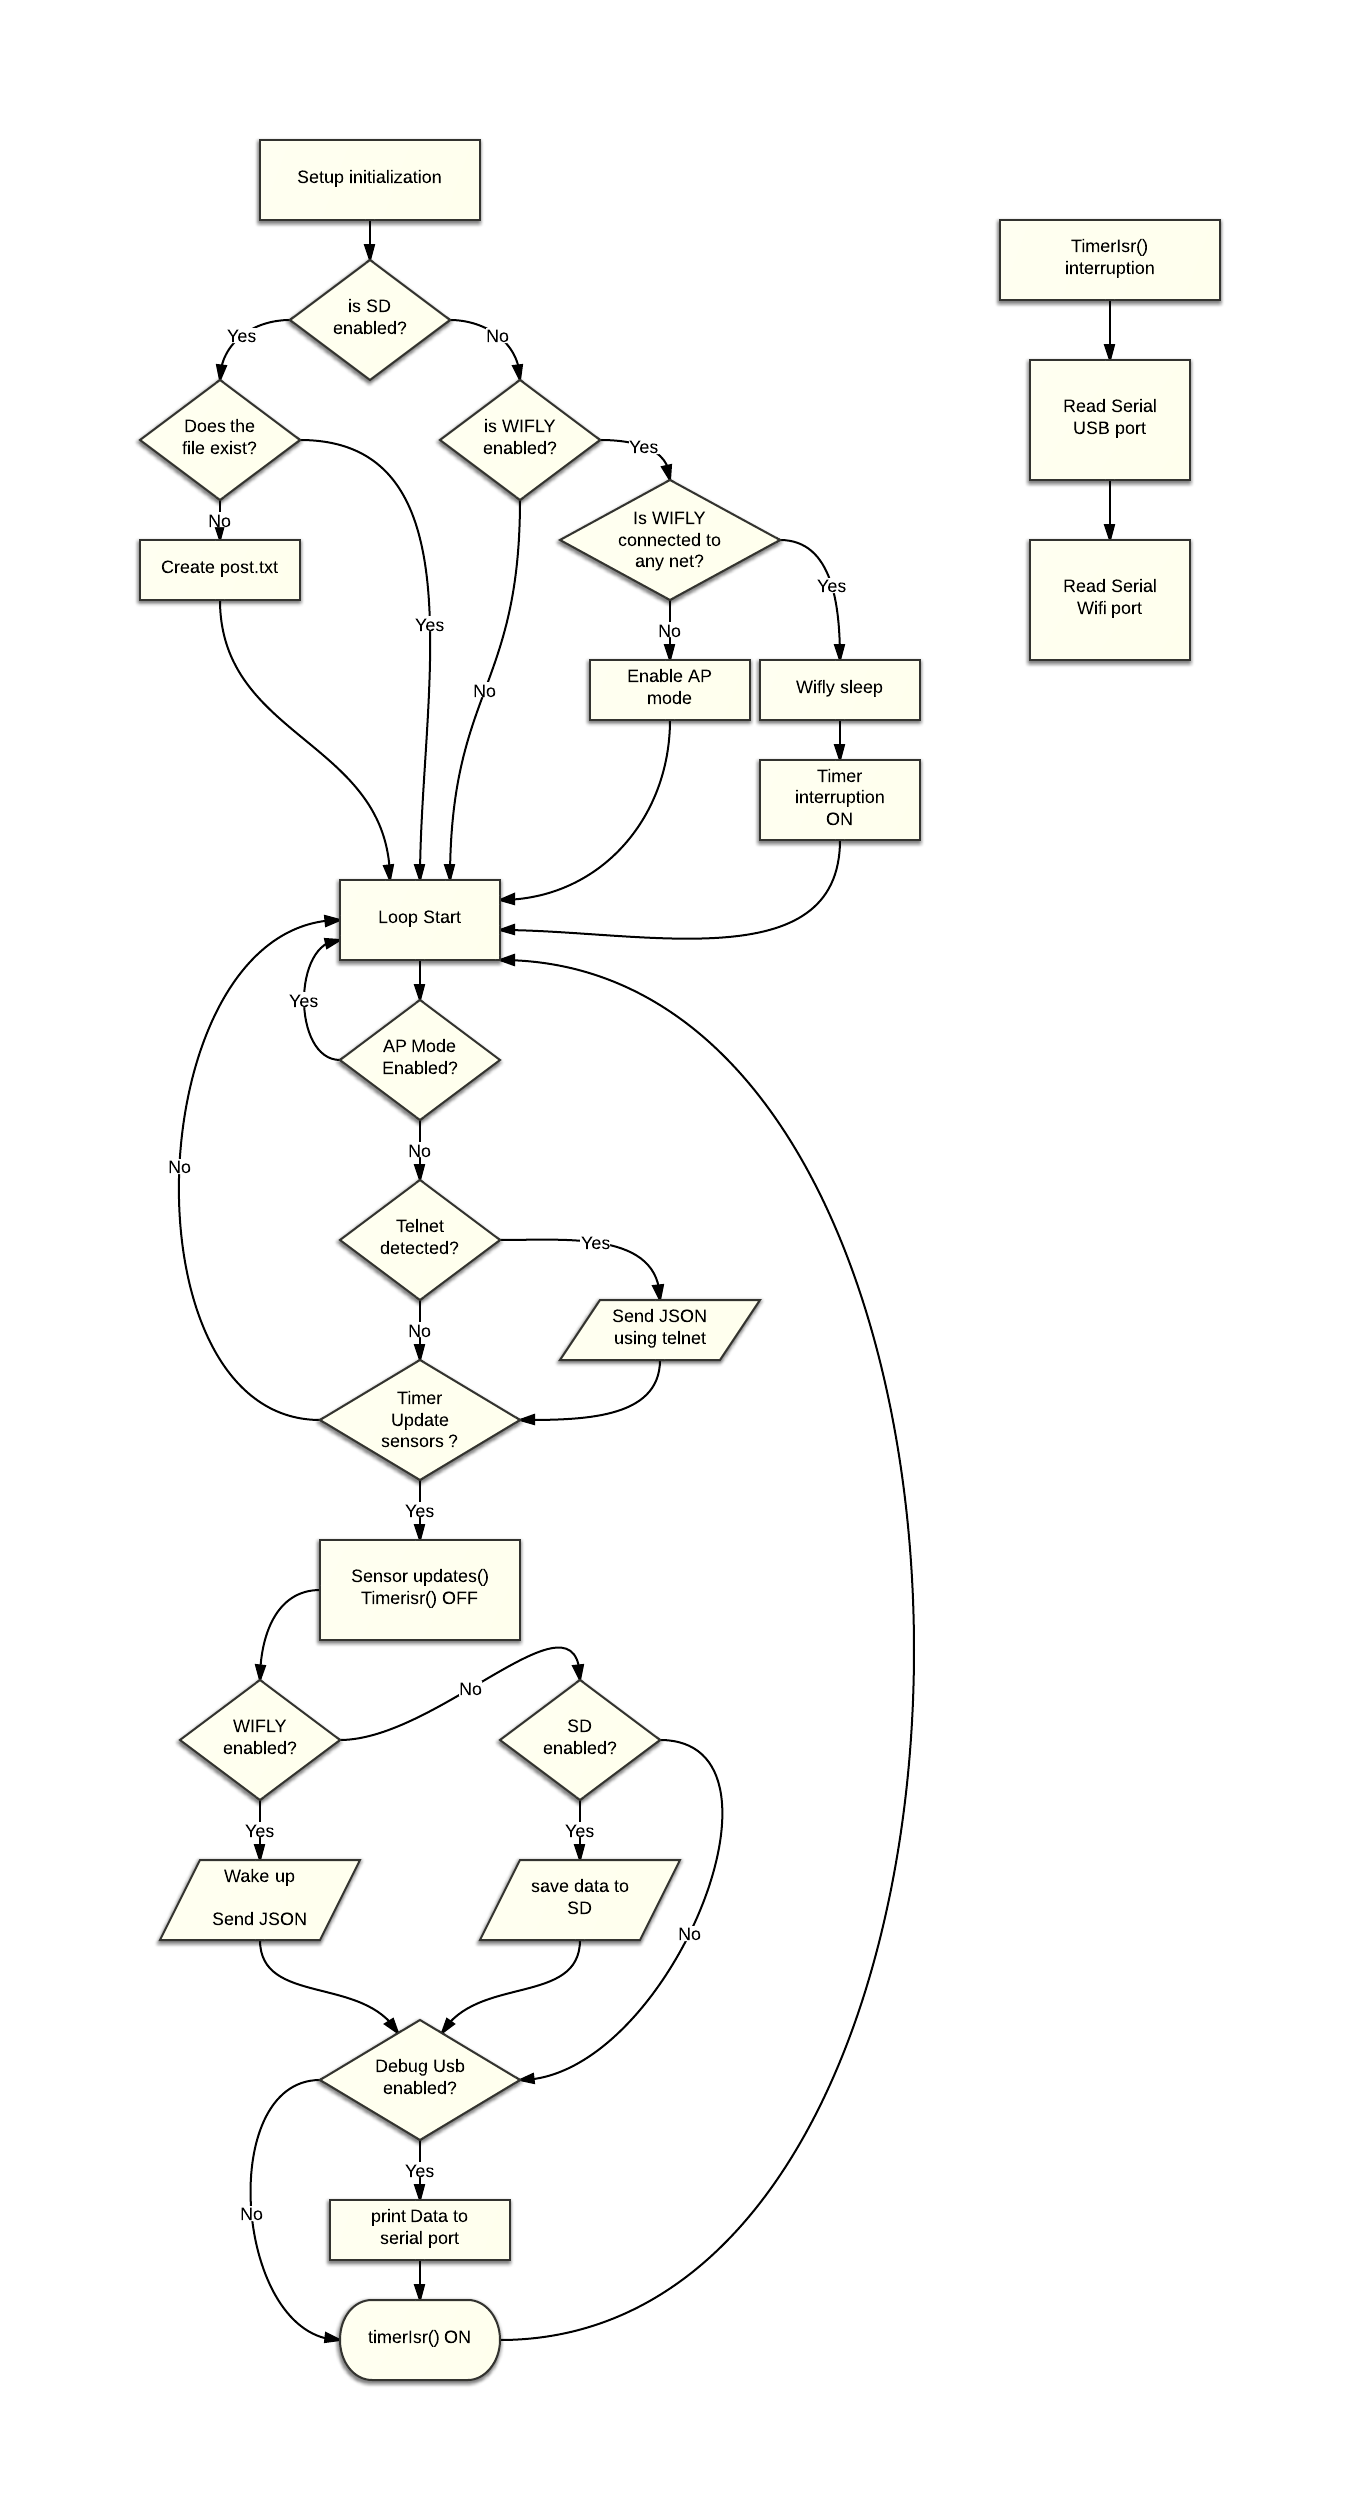 Setup initialization
TimerIsr()
interruption
is SD
enabled?
Yes
No
Does the
file exist?
is WIFLY
enabled?
Yes
Read Serial
USB port
No
Is WIFLY
connected to
any net?
Create post.txt
Yes
Read Serial
Wifi port
Yes
No
Enable AP
mode
Wifly sleep
No
Timer
interruption
ON
Loop Start
Yes
AP Mode
Enabled?
No
No
Telnet
detected?
Yes
Send JSON
using telnet
No
Timer
Update
sensors ?
Yes
Sensor updates()
Timerisr() OFF
No
WIFLY
enabled?
SD
enabled?
Yes
Yes
Wake up
Send JSON
save data to
SD
No
Debug Usb
enabled?
Yes
No
print Data to
serial port
timerIsr() ON